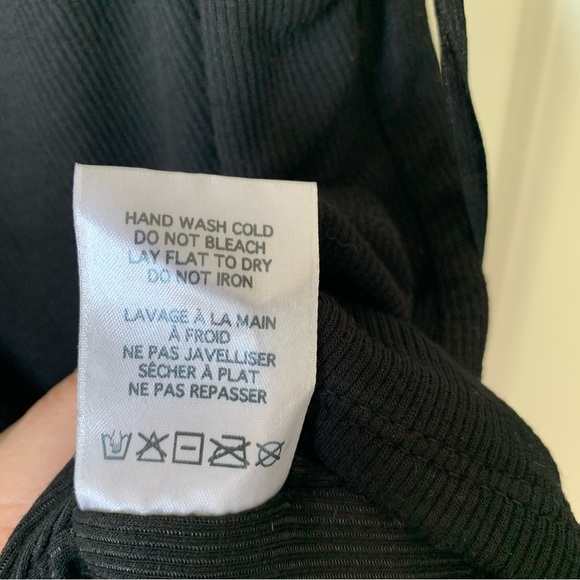 HAND WASH COLD
DO NOT BLEACH
LAY FLAT TO DRY
DO NOT IRON
LAVAGE À LA MAIN
À FROID
NE PAS JAVELLISER
SÉCHER À PLAT
NE PAS REPASSER